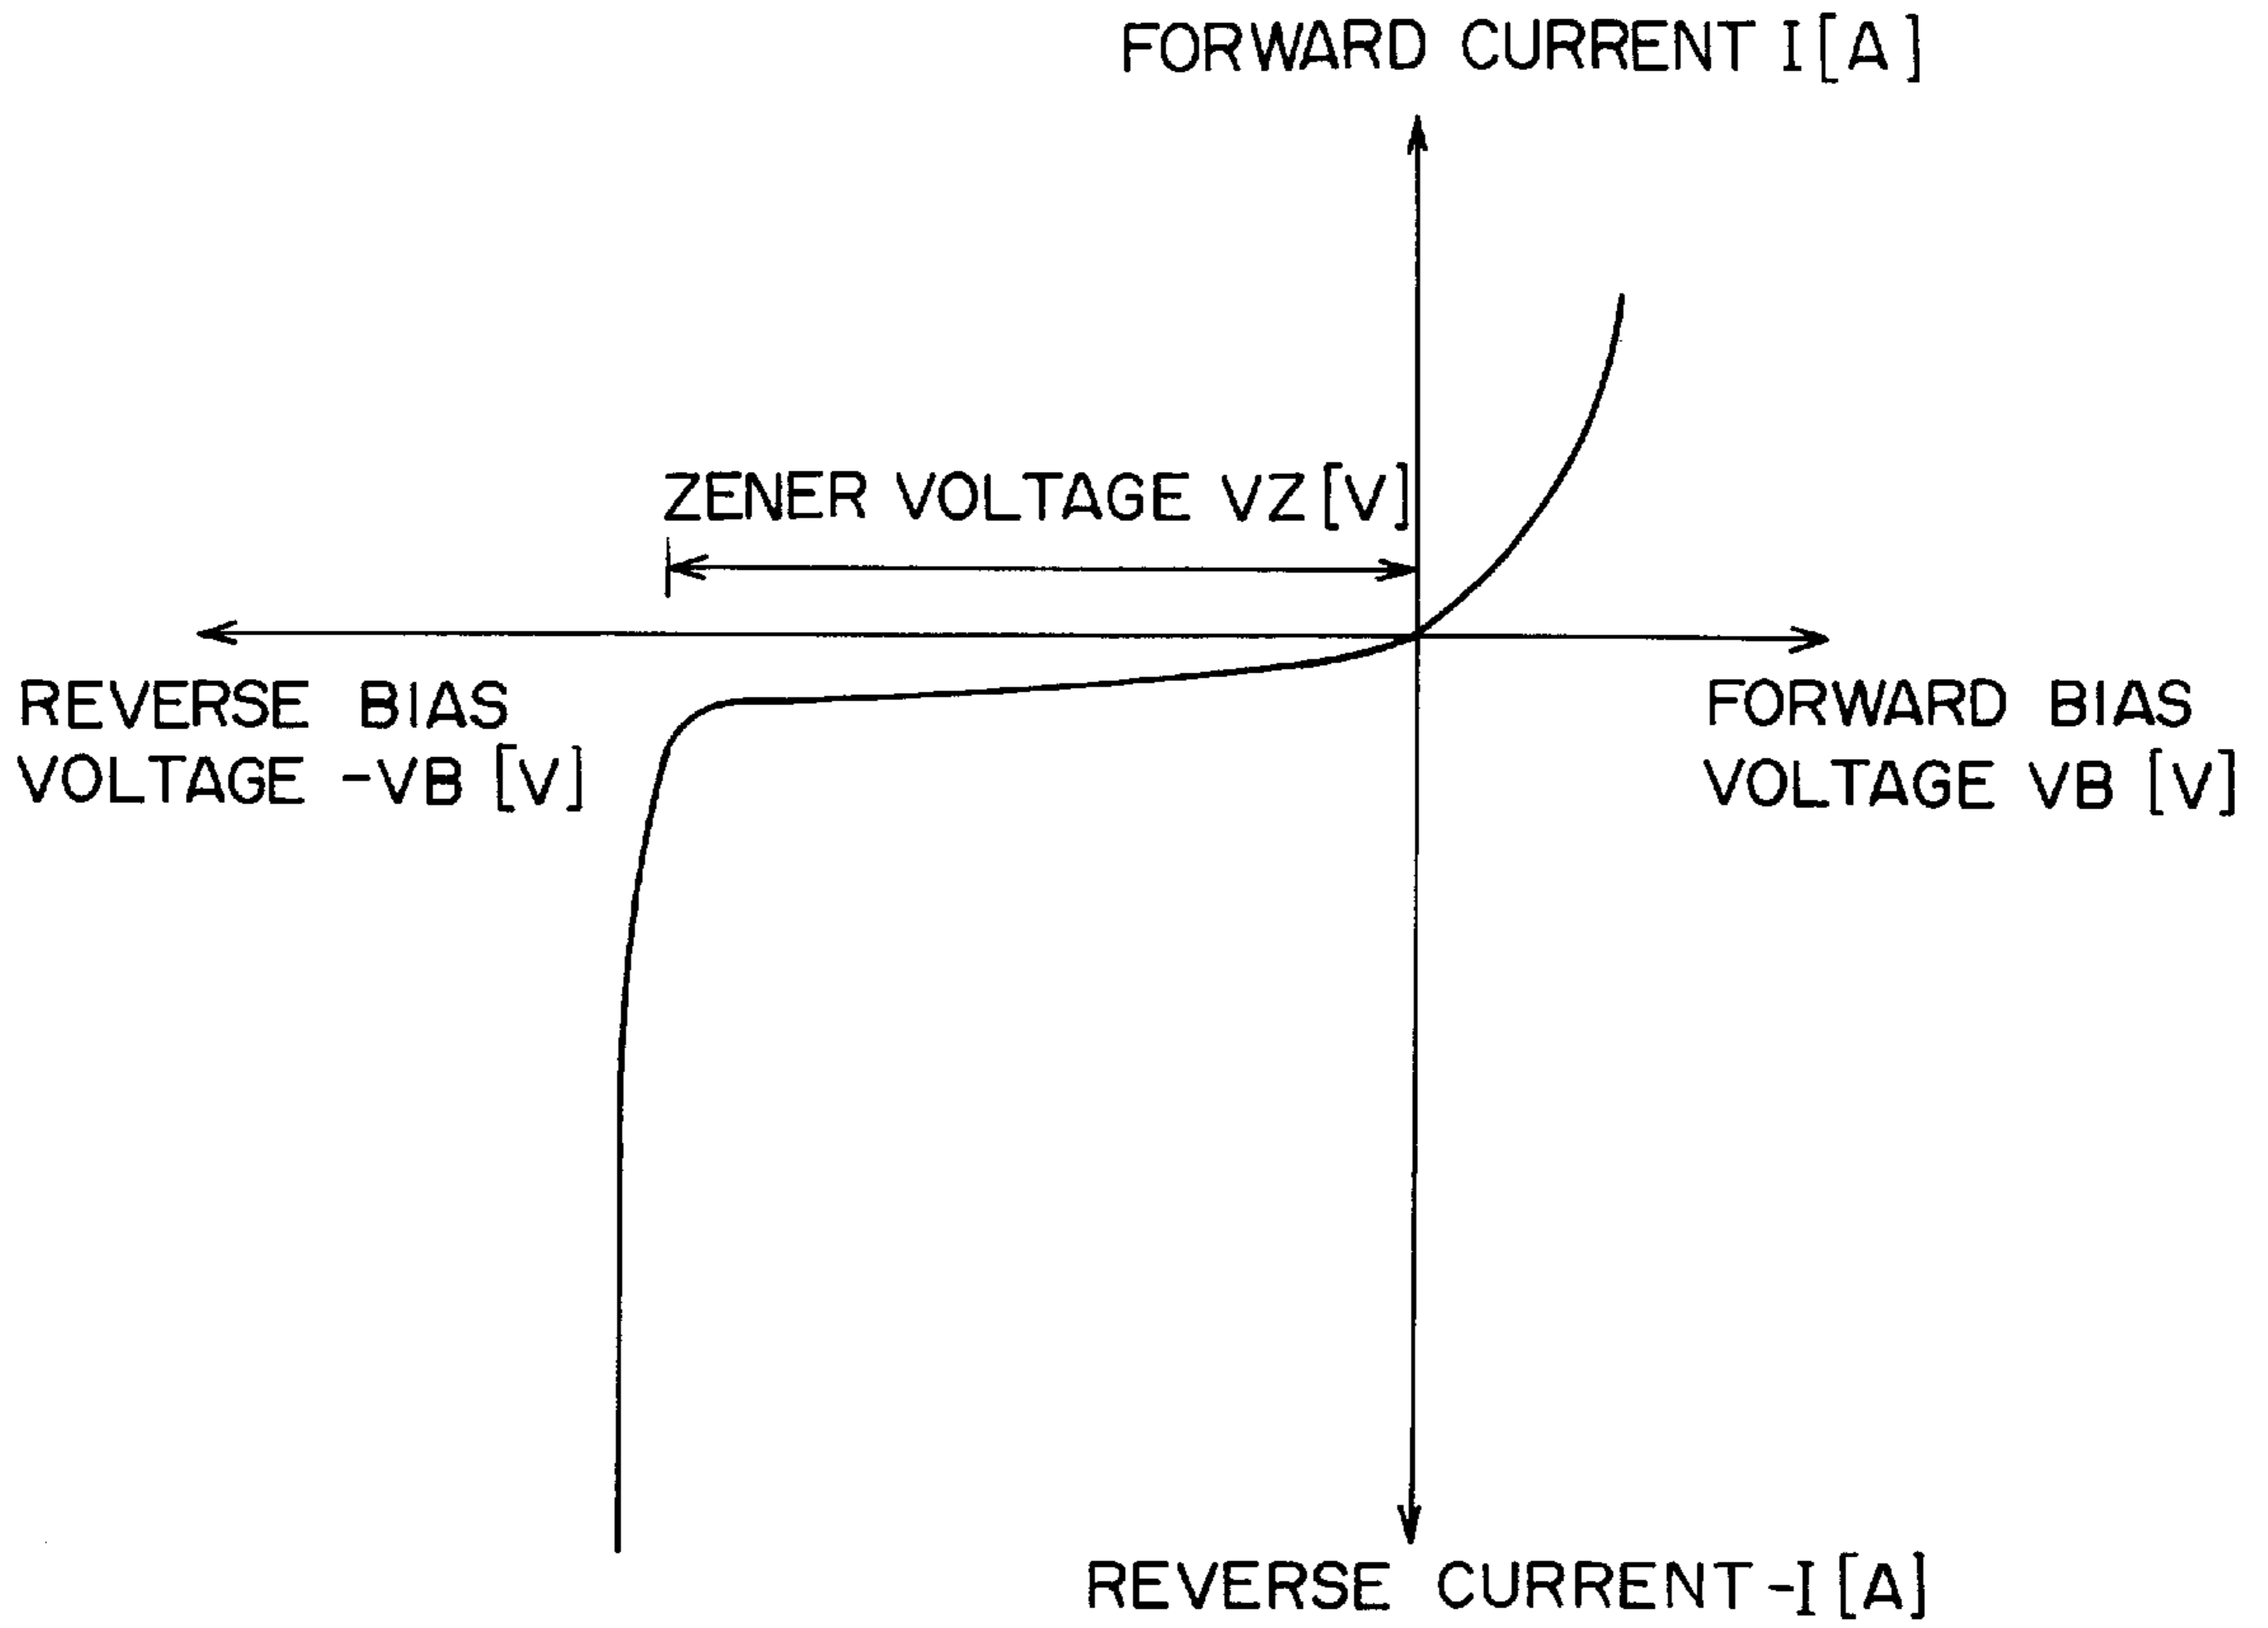 FORWARD CURRENT I[A]
ZENER VOLTAGE VZ[V]
REVERSE BIAS
VOLTAGE -VB [V]
FORWARD BIAS
VOLTAGE VB [V]
REVERSE CURRENT-I[A]